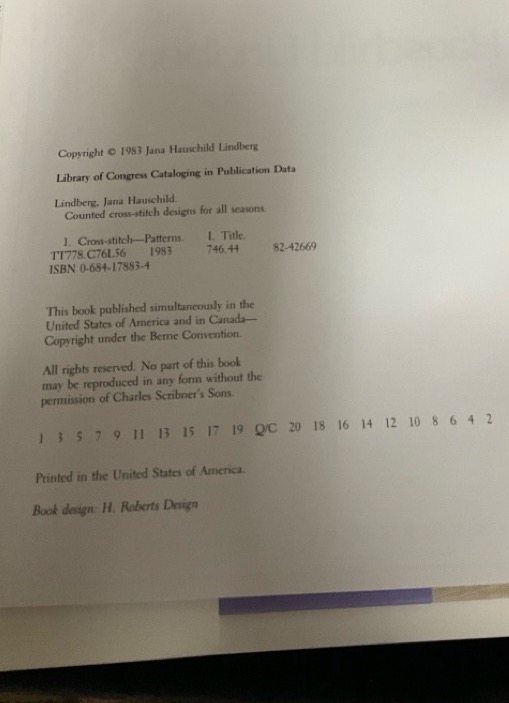 Copyright © 1983 Jana Hauschild Lindberg
Library of Congress Cataloging in Publication Data
Lindberg, Jana Hauschild.
Counted cross-stitch designs for all seasons.
1. Cross-stitch—Patterns. I. Title.
TT778.C76L56 1983 746.44 82-42669
ISBN 0-684-17883-4
This book published simultaneously in the
United States of America and in Canada—
Copyright under the Berne Convention.
All rights reserved. No part of this book
may be reproduced in any form without the
permission of Charles Scribner's Sons.
1 3 5 7 9 11 13 15 17 19 Q/C 20 18 16 14 12 10 8 6 4 2
Printed in the United States of America.
Book design: H. Roberts Design